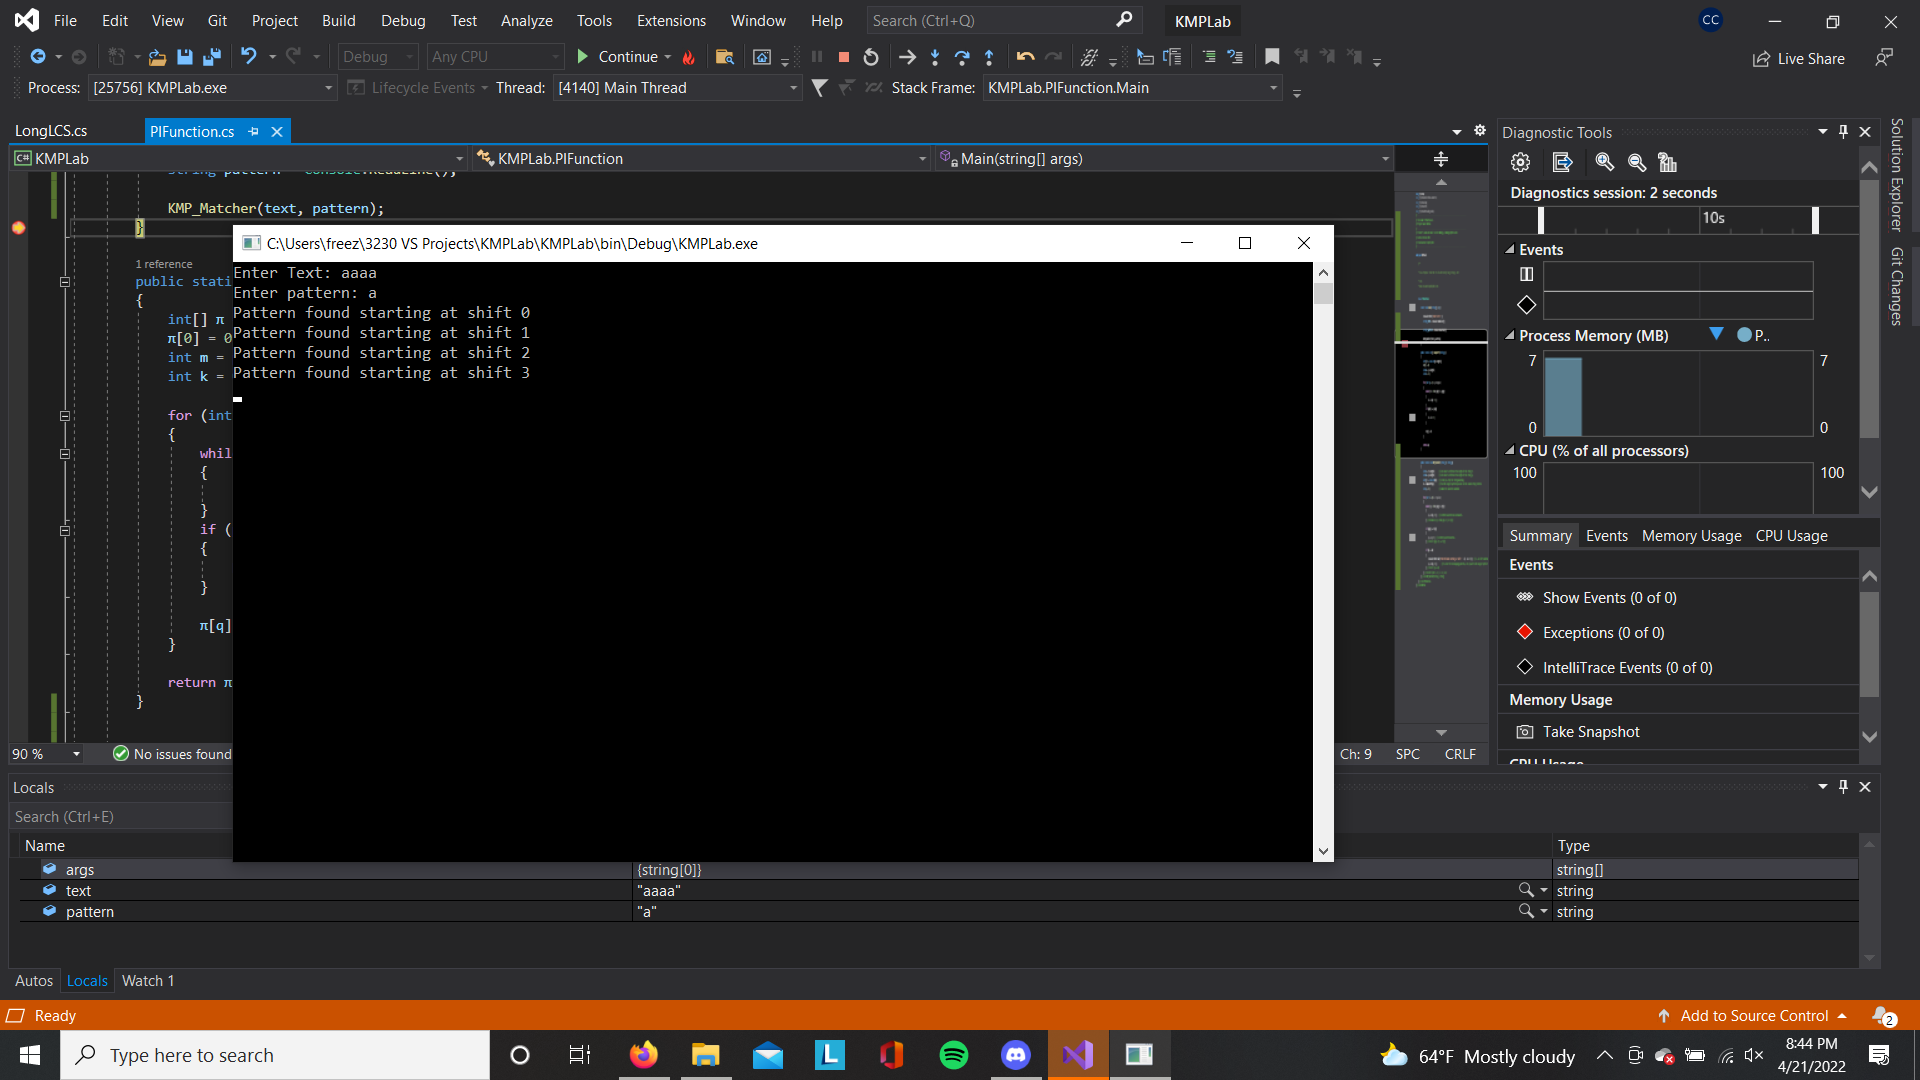 File Edit View Git Project Build Debug Test Analyze Tools Extensions Window Help Search (Ctrl+Q) KMPLab CC
Debug Any CPU Continue Live Share
Process: [25756] KMPLab.exe Lifecycle Events Thread: [4140] Main Thread Stack Frame: KMPLab.PIFunction.Main
LongLCS.cs PIFunction.cs
C# KMPLab KMPLab.PIFunction Main(string[] args)
string pattern = Console.ReadLine();
KMP_Matcher(text, pattern);
}
1 reference
public stati
{
int[] π
π[0] = 0
int m =
int k =
for (int
{
whil
{
}
if (
{
}
π[q]
}
return π
}
90 % No issues found Ch: 9 SPC CRLF
C:\Users\freez\3230 VS Projects\KMPLab\KMPLab\bin\Debug\KMPLab.exe
Enter Text: aaaa
Enter pattern: a
Pattern found starting at shift 0
Pattern found starting at shift 1
Pattern found starting at shift 2
Pattern found starting at shift 3
Diagnostic Tools
Diagnostics session: 2 seconds
10s
Events
Process Memory (MB) P..
7 7
0 0
CPU (% of all processors)
100 100
Summary Events Memory Usage CPU Usage
Events
Show Events (0 of 0)
Exceptions (0 of 0)
IntelliTrace Events (0 of 0)
Memory Usage
Take Snapshot
CPU Usage
Solution Explorer
Git Changes
Locals
Search (Ctrl+E)
Name Type
args {string[0]} string[]
text "aaaa" string
pattern "a" string
Autos Locals Watch 1
Ready Add to Source Control 2
Type here to search L 64°F Mostly cloudy 8:44 PM
4/21/2022